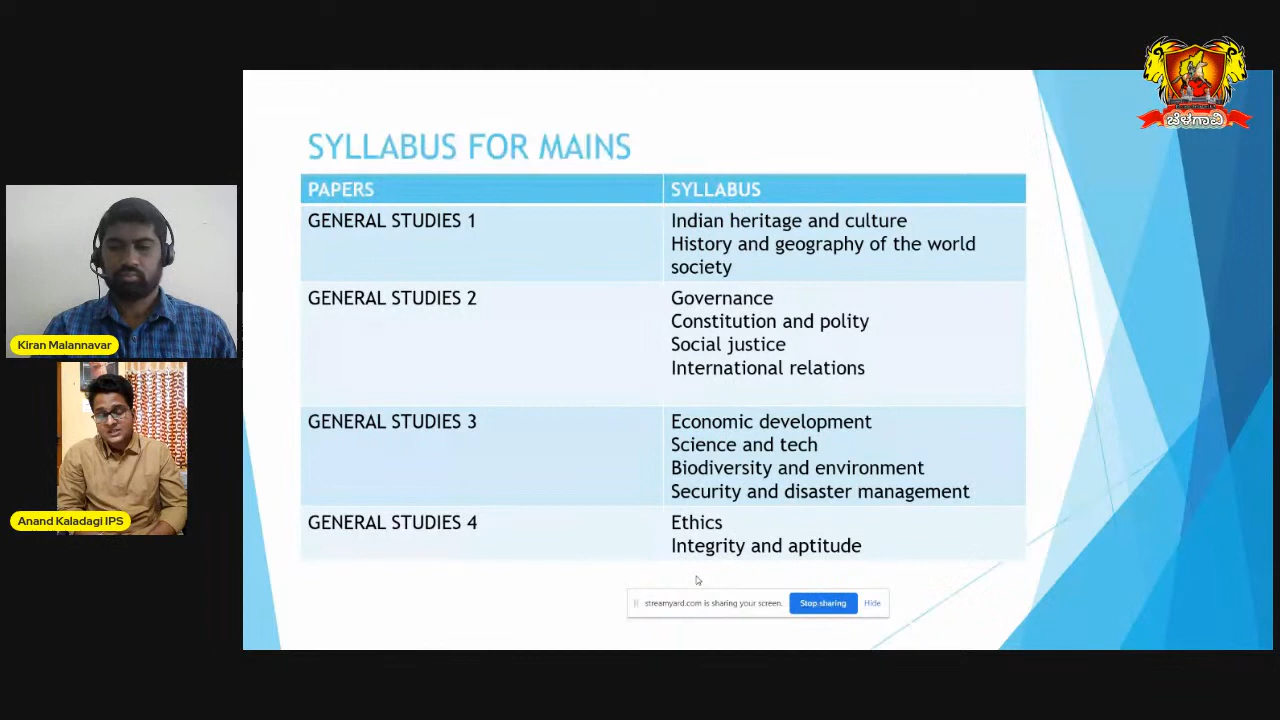 SYLLABUS FOR MAINS
PAPERS
SYLLABUS
GENERAL STUDIES 1
Indian heritage and culture
History and geography of the world
society
GENERAL STUDIES 2
Governance
Constitution and polity
Social justice
International relations
GENERAL STUDIES 3
Economic development
Science and tech
Biodiversity and environment
Security and disaster management
GENERAL STUDIES 4
Ethics
Integrity and aptitude
streamyard.com is sharing your screen.
Stop sharing
Hide
Kiran Malannavar
Anand Kaladagi IPS
ಬೆಳಗಾವಿ